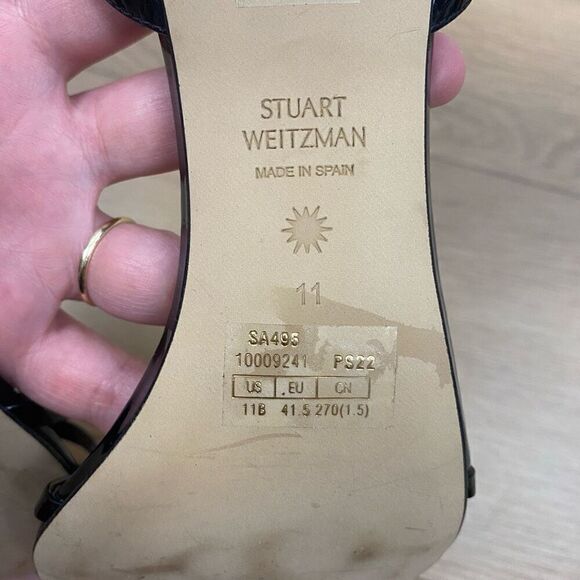 STUART
WEITZMAN
MADE IN SPAIN
11
SA495
10009241 PS22
US EU CN
11B 41.5 270(1.5)